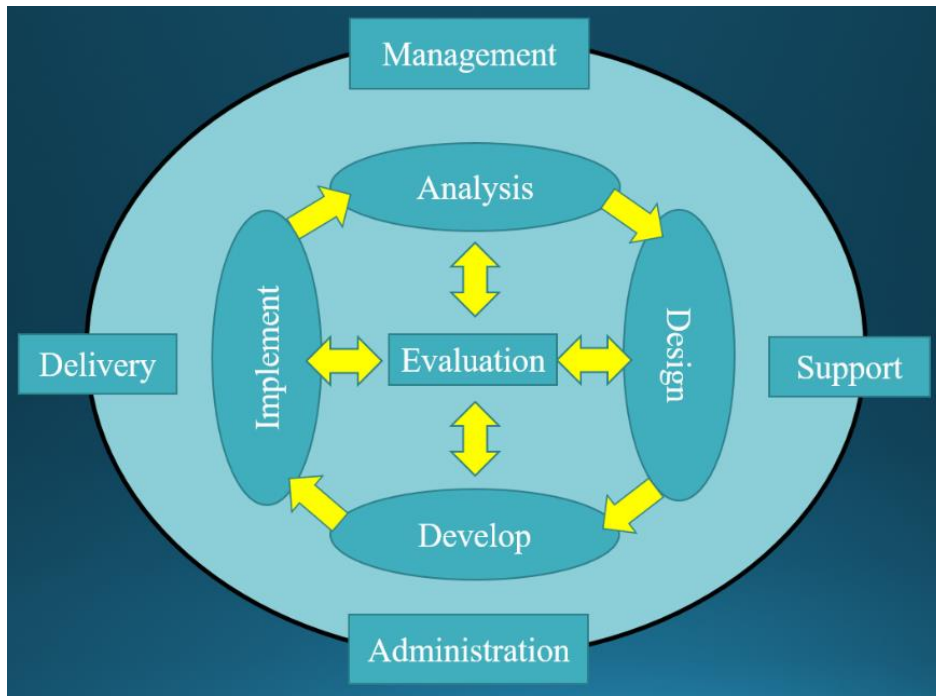 Management
Analysis
Design
Implement
Evaluation
Delivery
Support
Develop
Administration